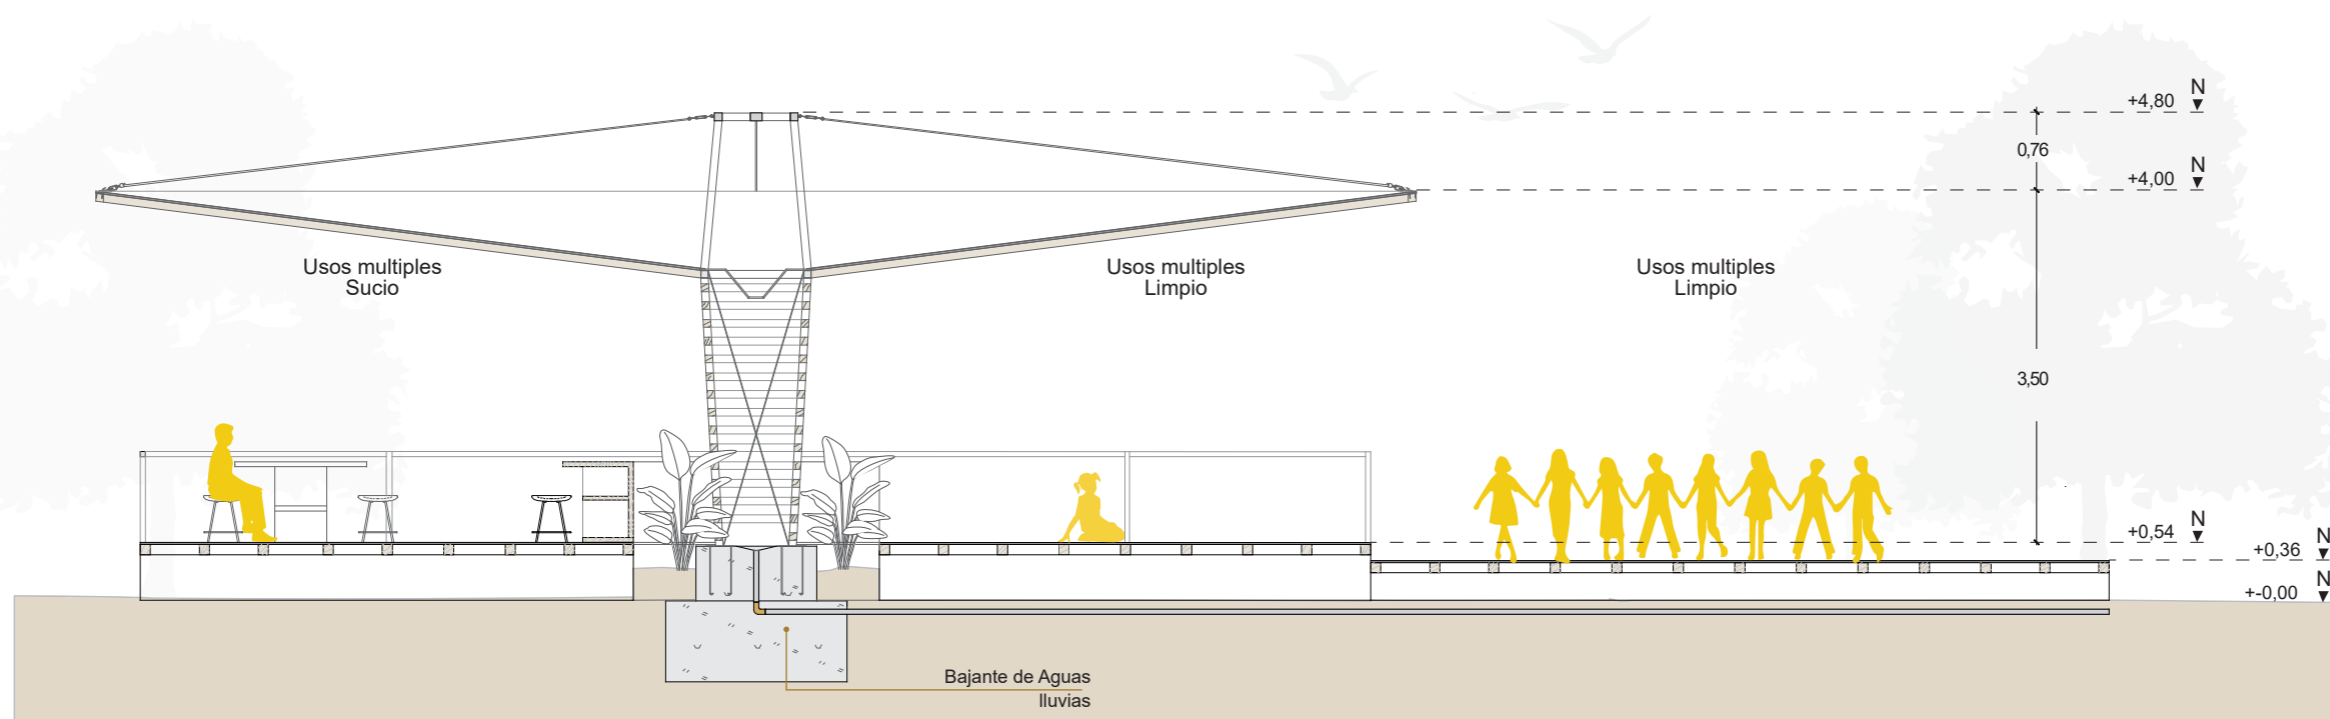 N
+4,80
0,76
N
+4,00
Usos multiples
Sucio
Usos multiples
Limpio
Usos multiples
Limpio
3,50
N
+0,54
N
+0,36
N
+-0,00
Bajante de Aguas
lluvias